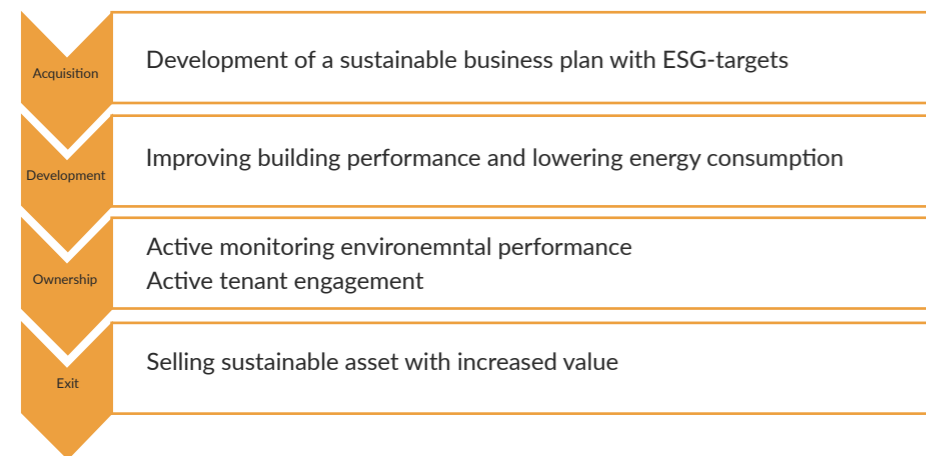 Acquisition
Development of a sustainable business plan with ESG-targets
Development
Improving building performance and lowering energy consumption
Ownership
Active monitoring environemntal performance
Active tenant engagement
Exit
Selling sustainable asset with increased value